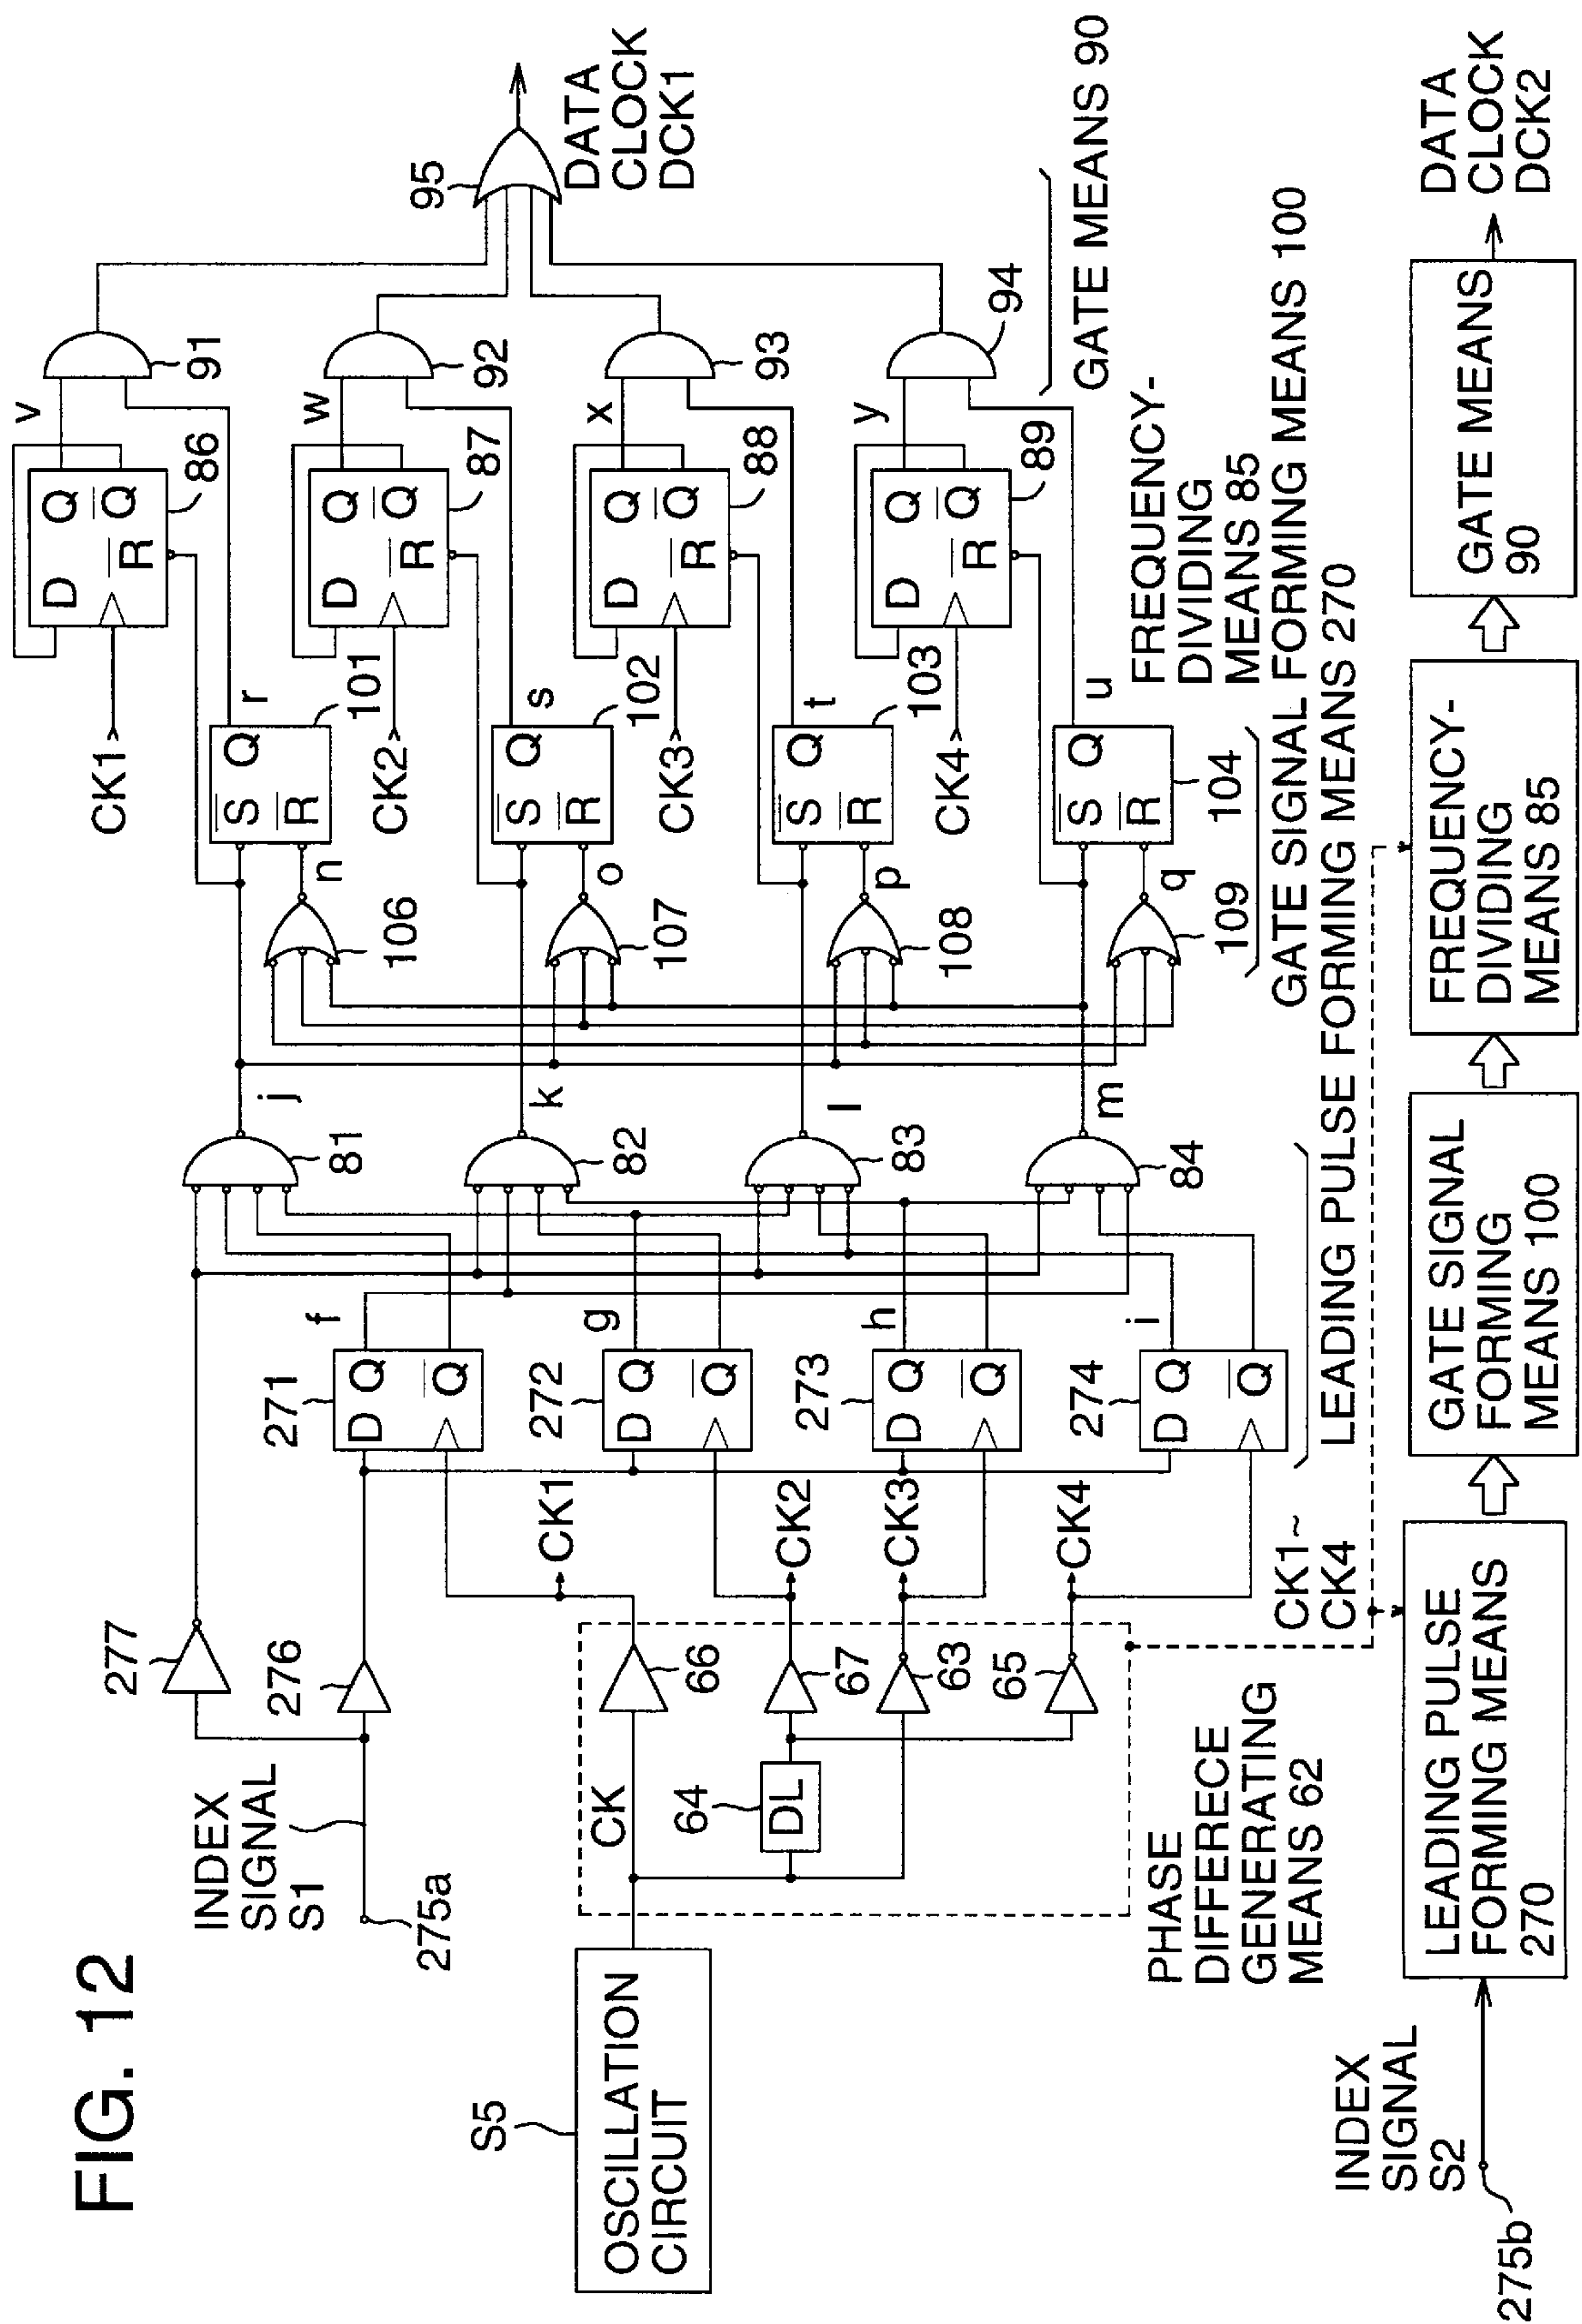 FIG. 12
INDEX
SIGNAL
S1
275a
277
276
S5
OSCILLATION
CIRCUIT
CK
64
DL
66
67
63
65
PHASE
DIFFERECE
GENERATING
MEANS 62
CK1
CK2
CK3
CK4
CK1~
CK4
271
D Q
Q
f
272
D Q
Q
g
273
D Q
Q
h
274
D Q
Q
i
81
82
83
84
j
k
l
m
LEADING PULSE FORMING MEANS 270
106
107
108
109
n
o
p
q
S Q
R
101
r
S Q
R
102
s
S Q
R
103
t
S Q
R
104
u
GATE SIGNAL FORMING MEANS 100
CK1
D Q
Q
R
86
v
CK2
D Q
Q
R
87
w
CK3
D Q
Q
R
88
x
CK4
D Q
Q
R
89
y
FREQUENCY-
DIVIDING
MEANS 85
91
92
93
94
GATE MEANS 90
95
DATA
CLOCK
DCK1
INDEX
SIGNAL
S2
275b
LEADING PULSE
FORMING MEANS
270
GATE SIGNAL
FORMING
MEANS 100
FREQUENCY-
DIVIDING
MEANS 85
GATE MEANS
90
DATA
CLOCK
DCK2